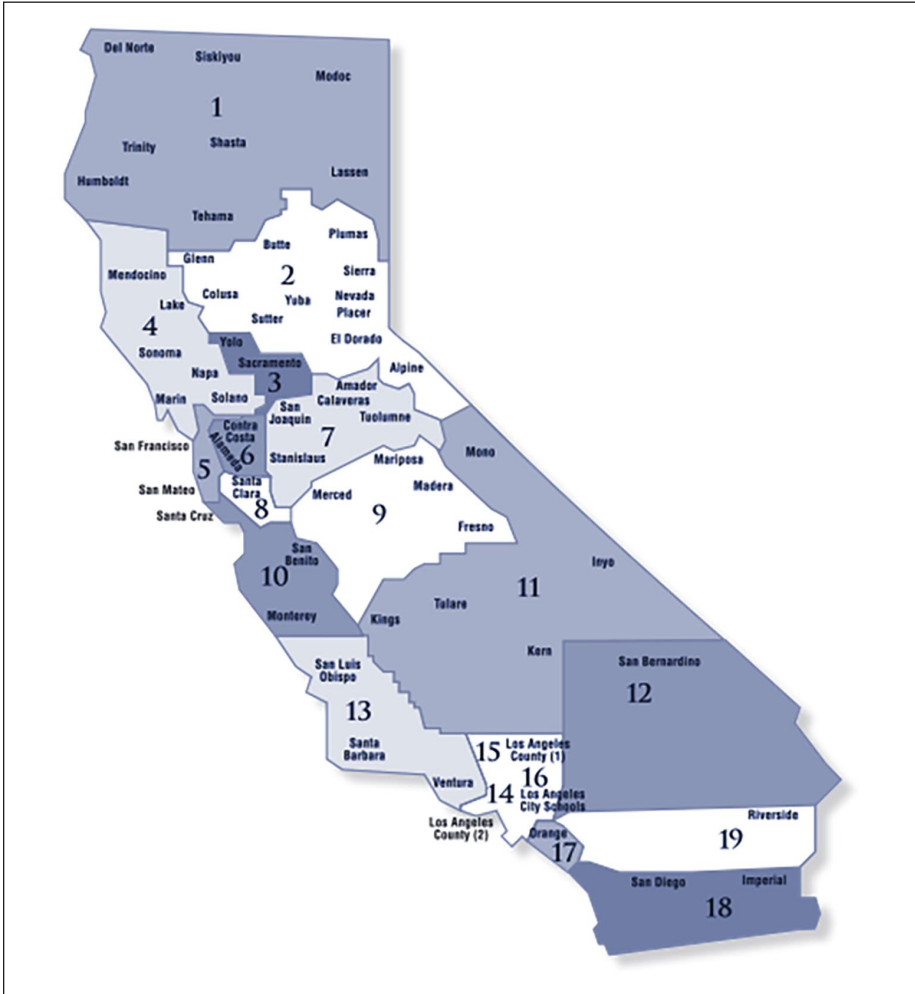 Del Norte
Siskiyou
Modoc
1
Trinity
Shasta
Lassen
Humboldt
Tehama
Plumas
Butte
Glenn
Mendocino
2
Sierra
Colusa
Yuba
Nevada
Placer
Lake
Sutter
4
El Dorado
Yolo
Sonoma
Sacramento
Alpine
Napa
3
Amador
Calaveras
Marin
Solano
San
Joaquin
Tuolumne
Contra
Costa
Alameda
7
San Francisco
6
Stanislaus
Mariposa
Mono
5
Santa
Clara
Madera
San Mateo
Merced
8
9
Santa Cruz
Fresno
San
Benito
Inyo
10
11
Tulare
Monterey
Kings
Kern
San Bernardino
San Luis
Obispo
12
13
Santa
Barbara
15
Los Angeles
County (1)
16
Ventura
14
Los Angeles
City Schools
Los Angeles
County (2)
Orange
17
Riverside
19
San Diego
Imperial
18